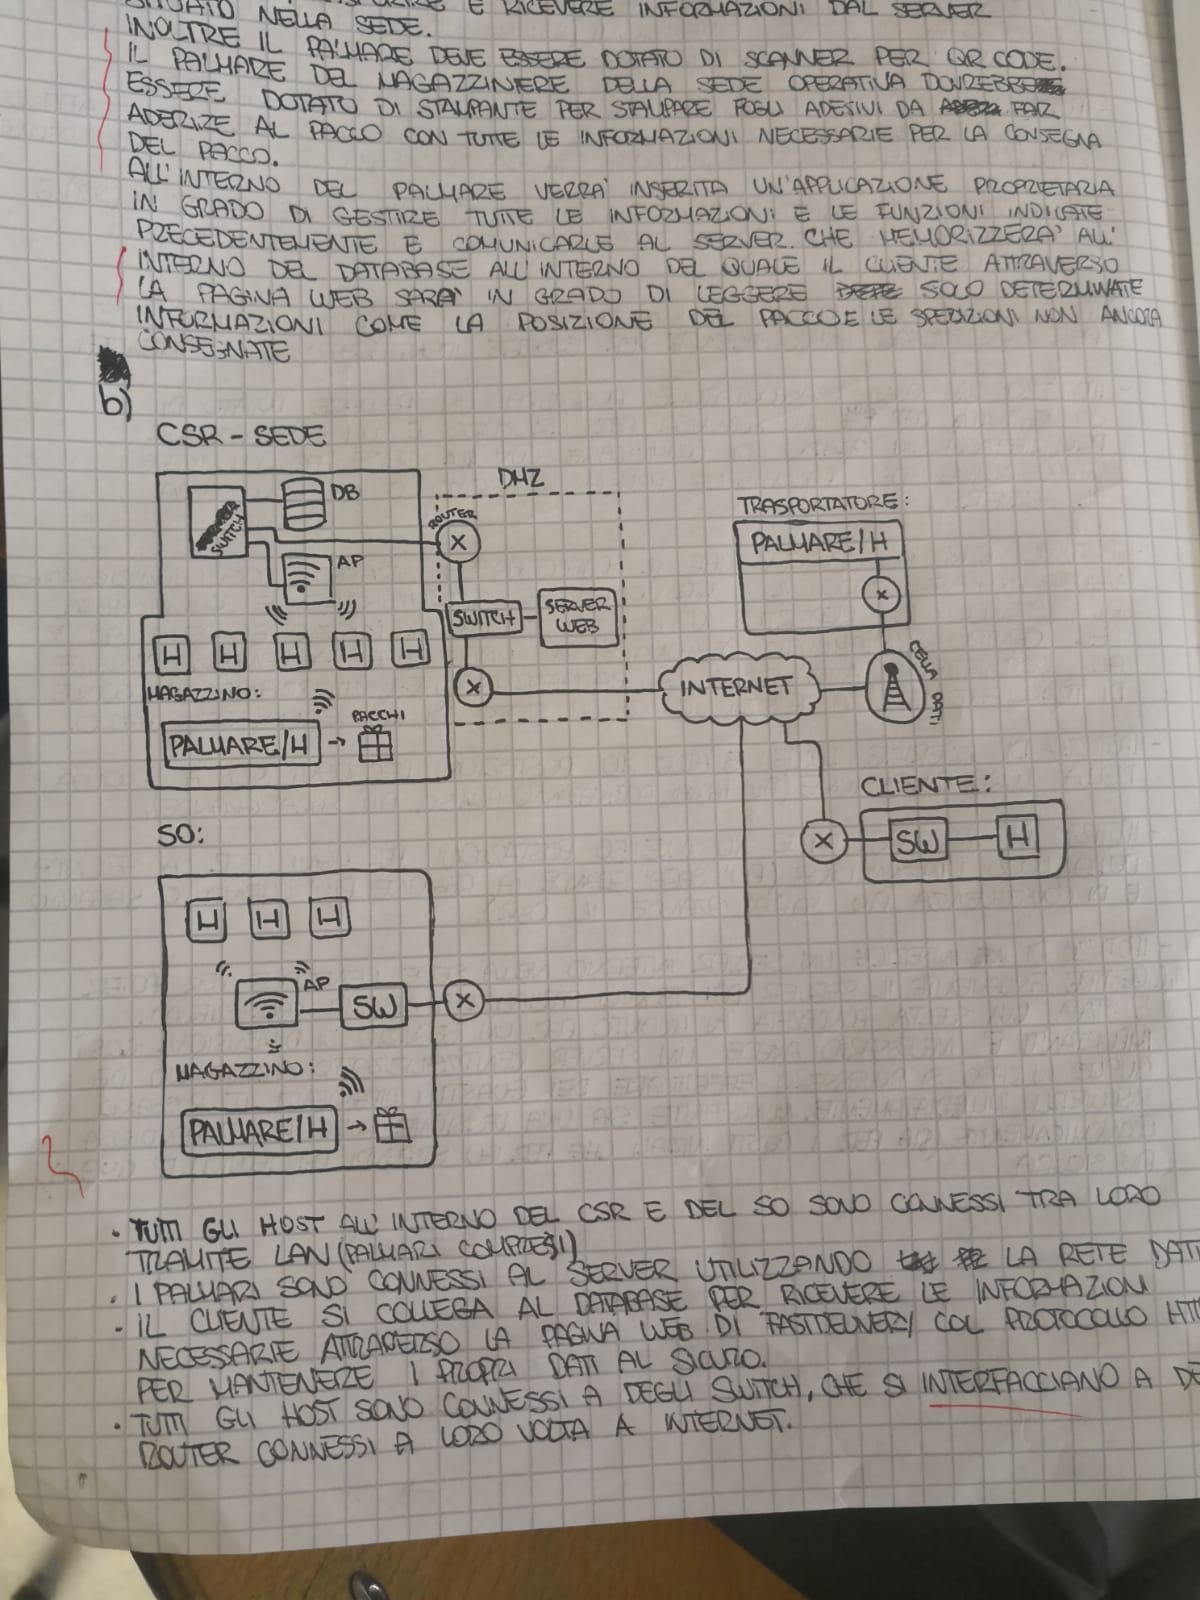 E RICEVERE INFORMAZIONI DAL SERVER
SITUATO NELLA SEDE.
INOLTRE IL PALMARE DEVE ESSERE DOTATO DI SCANNER PER QR CODE.
IL PALMARE DEL MAGAZZINIERE DELLA SEDE OPERATIVA DOVREBBE
ESSERE DOTATO DI STAMPANTE PER STAMPARE FOGLI ADESIVI DA FAR
ADERIRE AL PACCO CON TUTTE LE INFORMAZIONI NECESSARIE PER LA CONSEGNA
DEL PACCO.
ALL'INTERNO DEL PALMARE VERRA' INSERITA UN'APPLICAZIONE PROPRIETARIA
IN GRADO DI GESTIRE TUTTE LE INFORMAZIONI E LE FUNZIONI INDICATE
PRECEDENTEMENTE E COMUNICARLE AL SERVER CHE MEMORIZZERA' ALL'
INTERNO DEL DATABASE ALL'INTERNO DEL QUALE IL CLIENTE ATTRAVERSO
LA PAGINA WEB SARA' IN GRADO DI LEGGERE SOLO DETERMINATE
INFORMAZIONI COME LA POSIZIONE DEL PACCO E LE SPEDIZIONI NON ANCORA
CONSEGNATE
b)
CSR - SEDE
DB
SWITCH
AP
H H H H H
MAGAZZINO:
PACCHI
PALMARE/H
DMZ
ROUTER
X
SWITCH
SERVER
WEB
X
INTERNET
TRASPORTATORE:
PALMARE/H
X
CELLA DATI
CLIENTE:
X
SW
H
SO:
H H H
AP
SW
X
MAGAZZINO:
PALMARE/H
• TUTTI GLI HOST ALL'INTERNO DEL CSR E DEL SO SONO CONNESSI TRA LORO
TRAMITE LAN (PALMARI COMPRESI)
• I PALMARI SONO CONNESSI AL SERVER UTILIZZANDO LA RETE DATI
• IL CLIENTE SI COLLEGA AL DATABASE PER RICEVERE LE INFORMAZIONI
NECESSARIE ATTRAVERSO LA PAGINA WEB DI FASTDELIVERY COL PROTOCOLLO
PER MANTENERE I PROPRI DATI AL SICURO.
• TUTTI GLI HOST SONO CONNESSI A DEGLI SWITCH, CHE SI INTERFACCIANO A
ROUTER CONNESSI A LORO VOLTA A INTERNET.